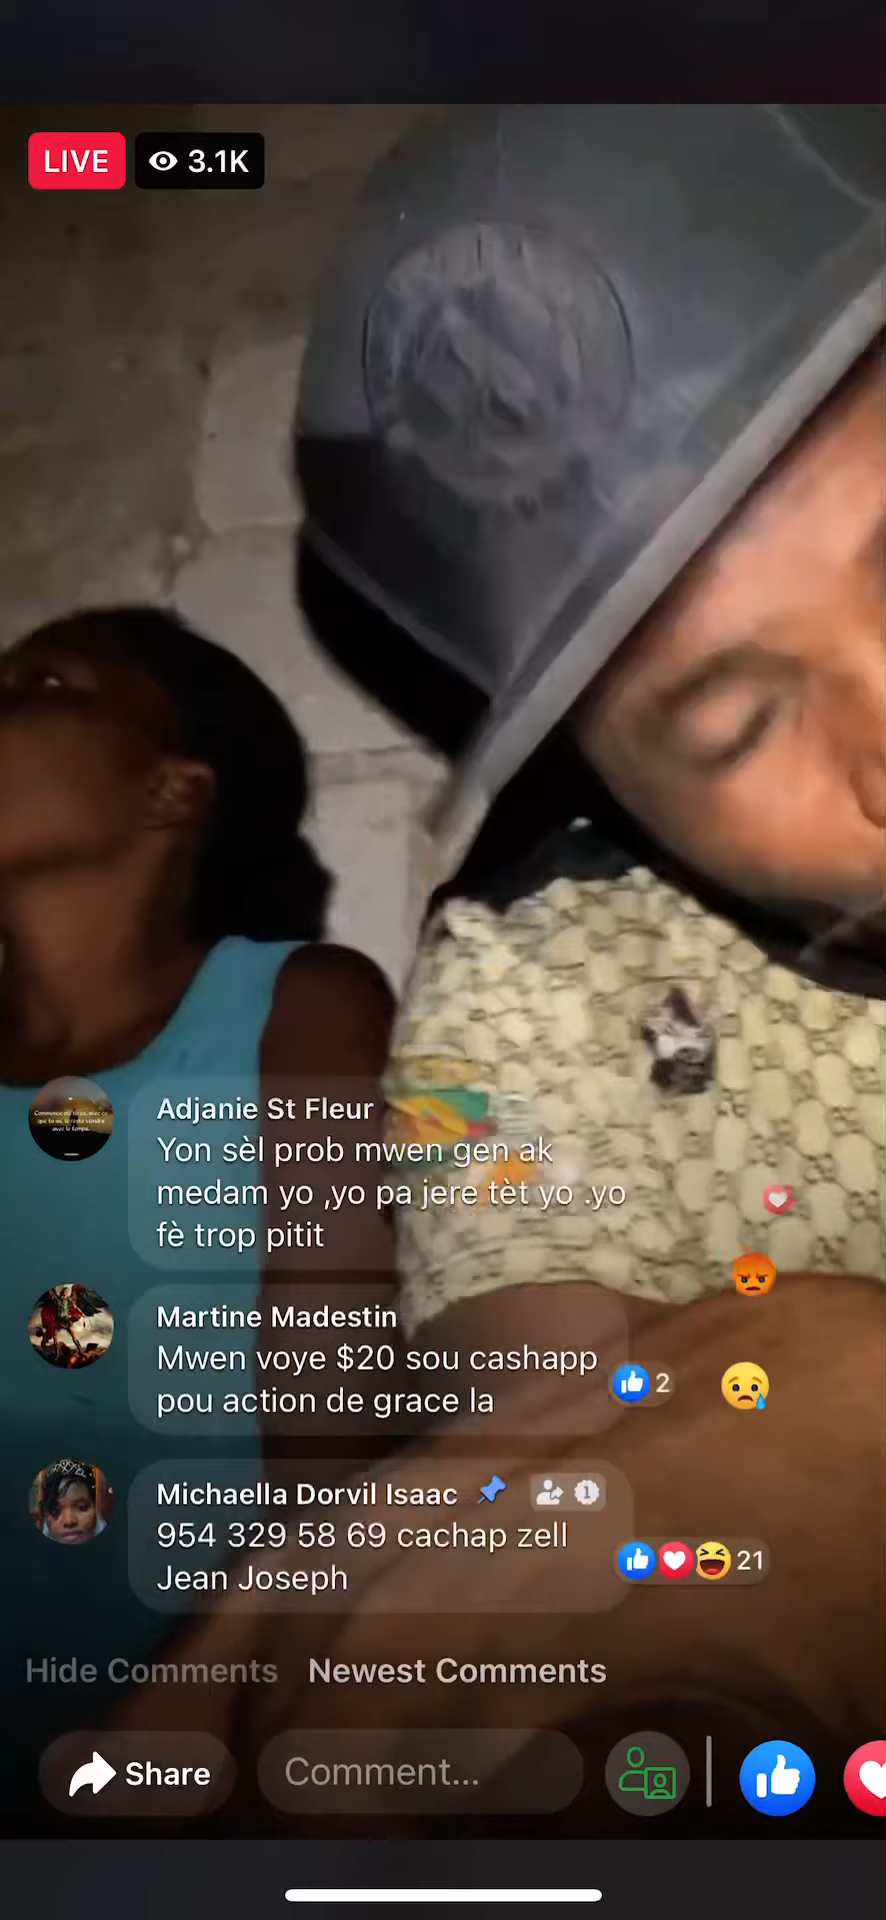 LIVE
3.1K
Adjanie St Fleur
Yon sèl prob mwen gen ak
medam yo ,yo pa jere tèt yo .yo
fè trop pitit
Martine Madestin
Mwen voye $20 sou cashapp
pou action de grace la
2
Michaella Dorvil Isaac
1
954 329 58 69 cachap zell
Jean Joseph
21
Hide Comments
Newest Comments
Share
Comment...